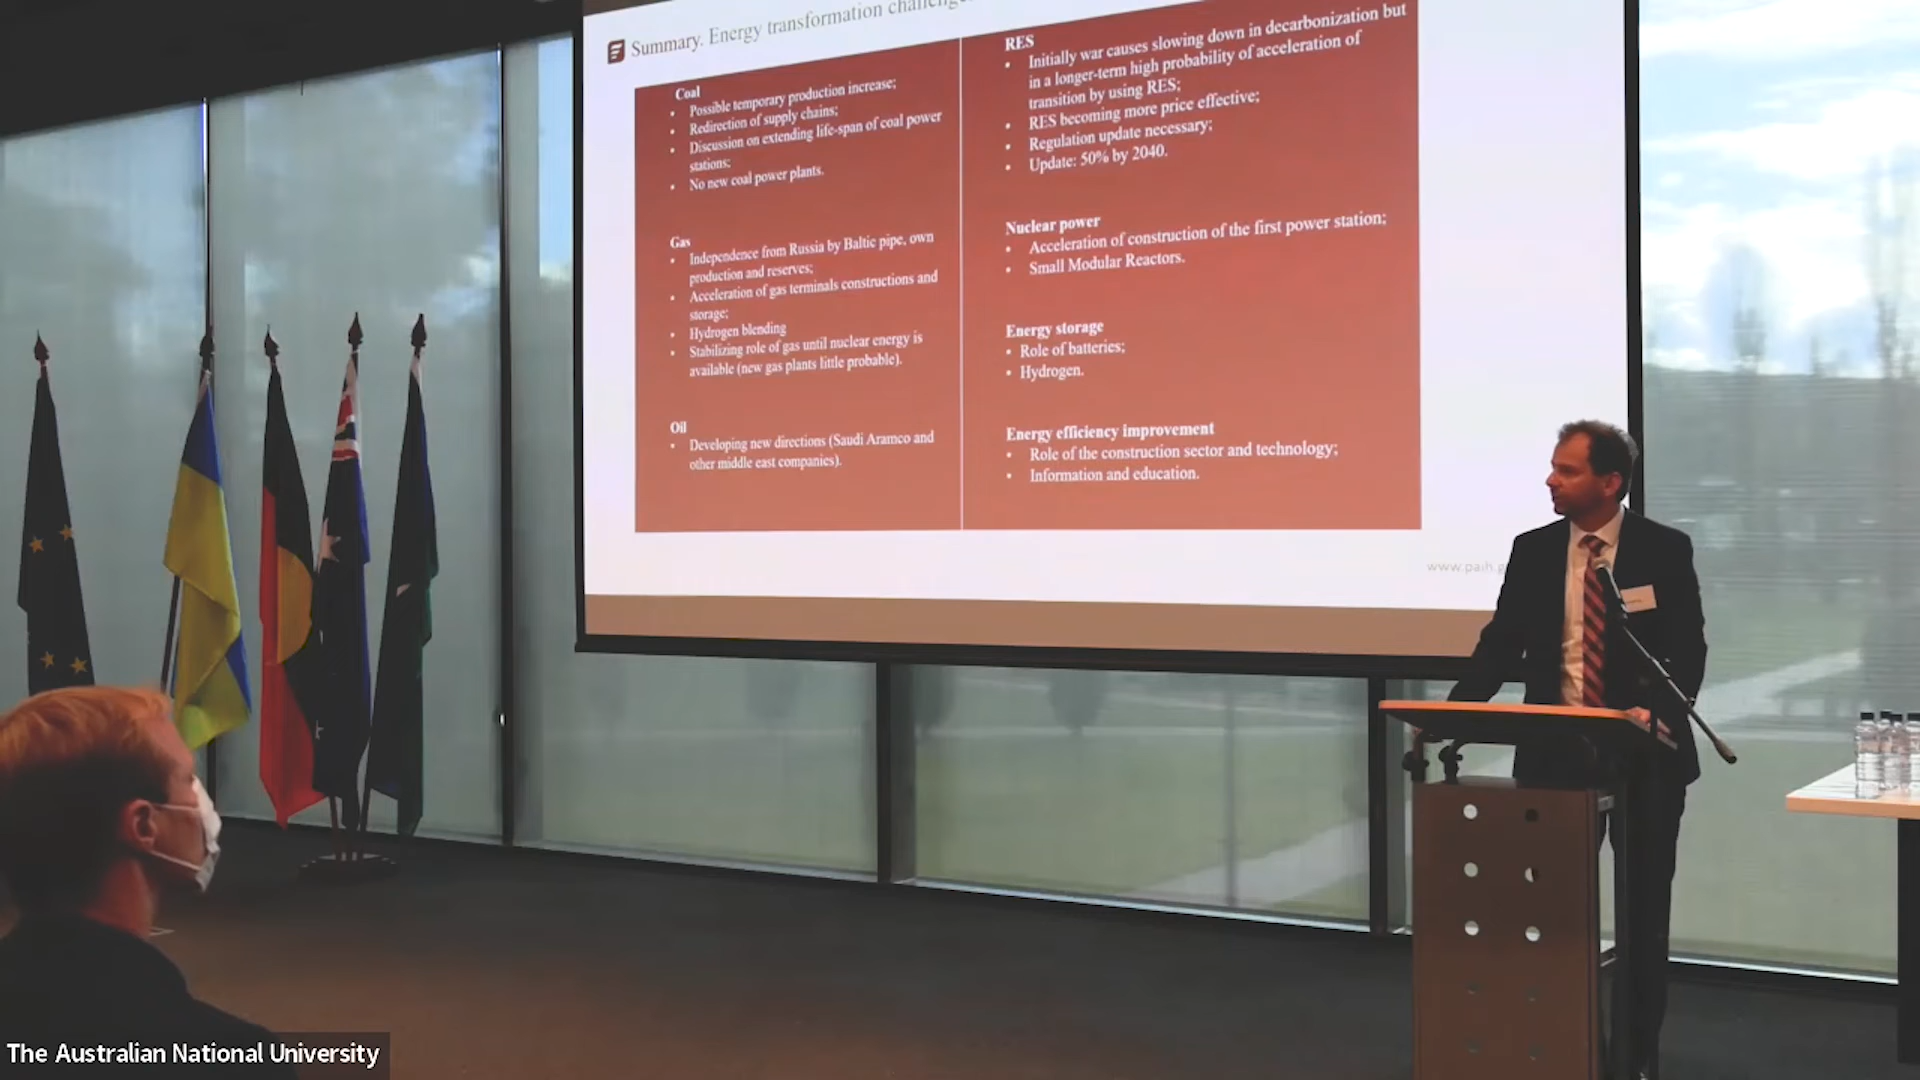 Summary. Energy transformation
Coal
• Possible temporary production increase;
• Redirection of supply chains;
• Discussion on extending life-span of coal power
stations;
• No new coal power plants.
Gas
• Independence from Russia by Baltic pipe, own
production and reserves;
• Acceleration of gas terminals constructions and
storage;
• Hydrogen blending
• Stabilizing role of gas until nuclear energy is
available (new gas plants little probable).
Oil
• Developing new directions (Saudi Aramco and
other middle east companies).
RES
• Initially war causes slowing down in decarbonization but
in a longer-term high probability of acceleration of
transition by using RES;
• RES becoming more price effective;
• Regulation update necessary;
• Update: 50% by 2040.
Nuclear power
• Acceleration of construction of the first power station;
• Small Modular Reactors.
Energy storage
• Role of batteries;
• Hydrogen.
Energy efficiency improvement
• Role of the construction sector and technology;
• Information and education.
www.paih.g
The Australian National University